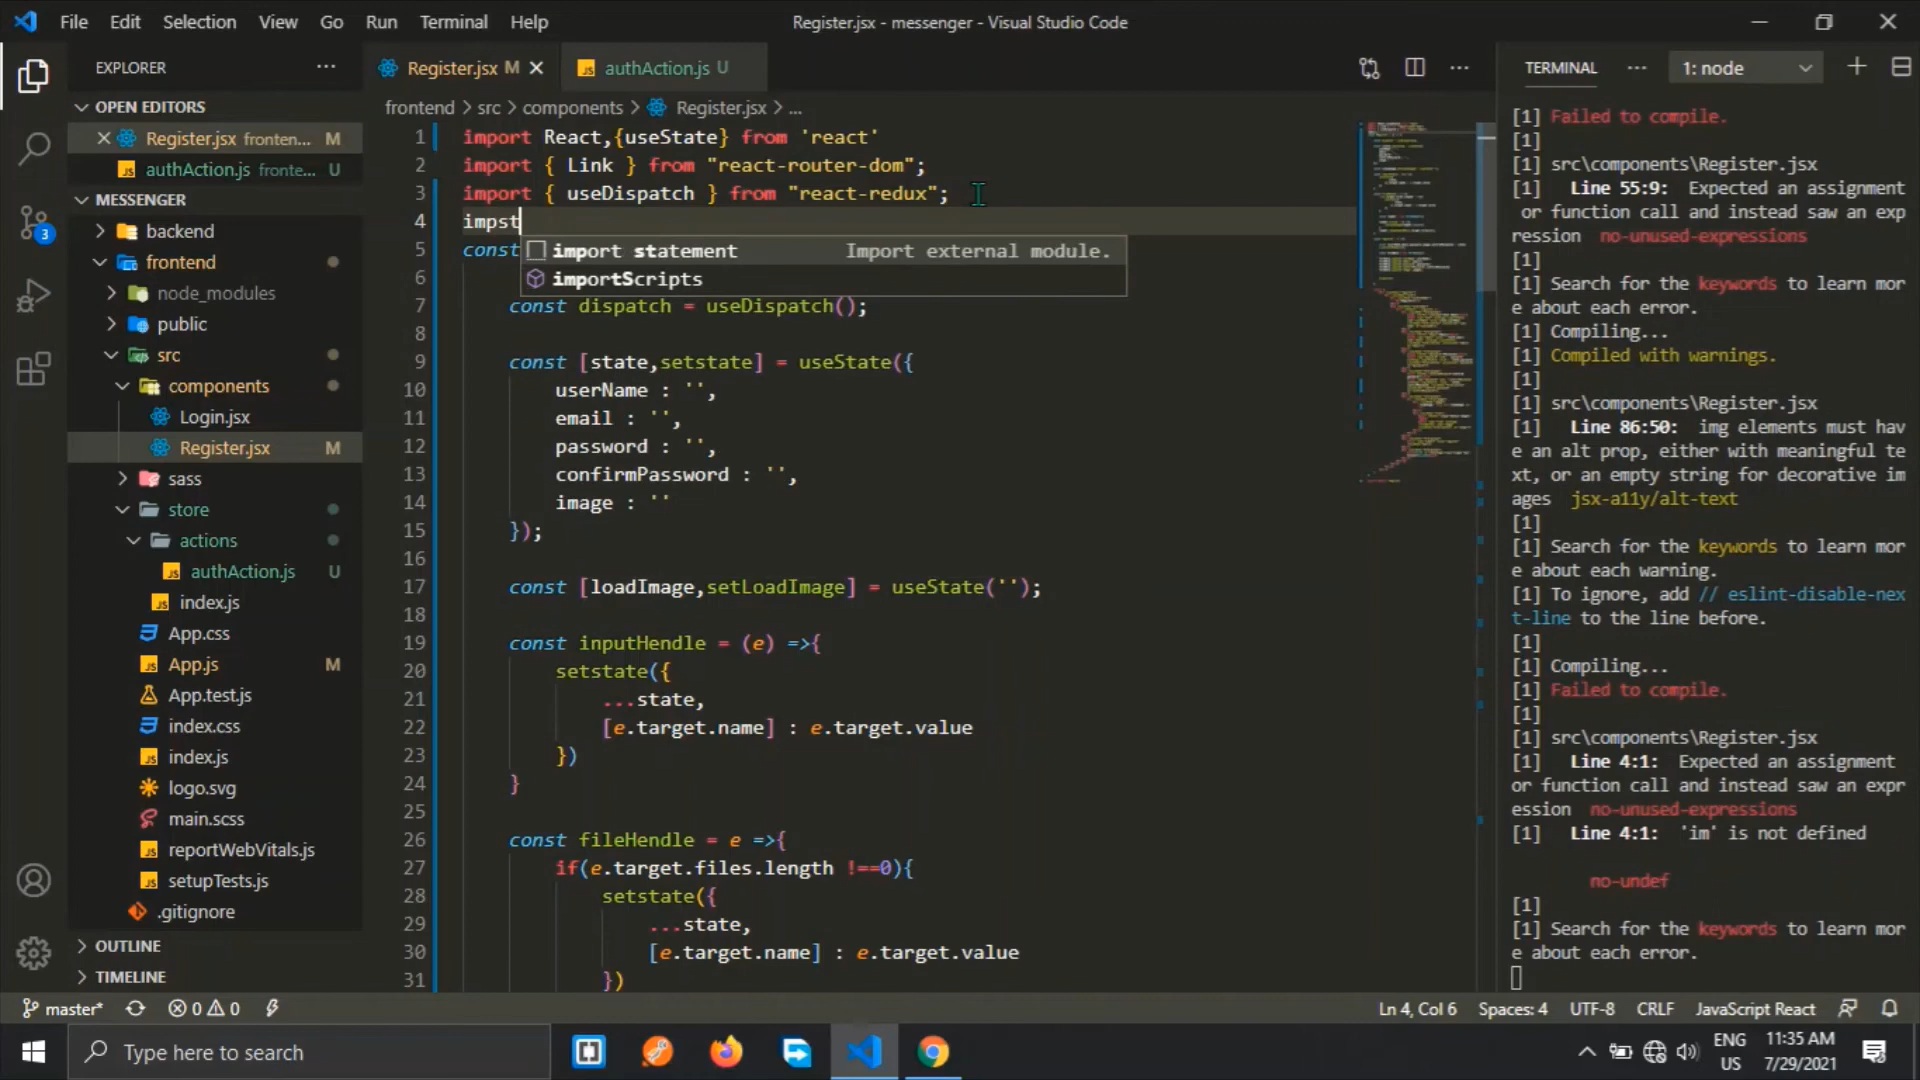 File Edit Selection View Go Run Terminal Help
Register.jsx - messenger - Visual Studio Code
EXPLORER ...
OPEN EDITORS
Register.jsx fronten... M
authAction.js fronte... U
MESSENGER
backend
frontend
node_modules
public
src
components
Login.jsx
Register.jsx M
sass
store
actions
authAction.js U
index.js
App.css
App.js M
App.test.js
index.css
index.js
logo.svg
main.scss
reportWebVitals.js
setupTests.js
.gitignore
OUTLINE
TIMELINE
3
Register.jsx M
authAction.js U
frontend > src > components > Register.jsx > ...
1 import React,{useState} from 'react'
2 import { Link } from "react-router-dom";
3 import { useDispatch } from "react-redux";
4 impst
5 const
import statement Import external module.
importScripts
6
7 const dispatch = useDispatch();
8
9 const [state,setstate] = useState({
10 userName : '',
11 email : '',
12 password : '',
13 confirmPassword : '',
14 image : ''
15 });
16
17 const [loadImage,setLoadImage] = useState('');
18
19 const inputHendle = (e) =>{
20 setstate({
21 ...state,
22 [e.target.name] : e.target.value
23 })
24 }
25
26 const fileHendle = e =>{
27 if(e.target.files.length !==0){
28 setstate({
29 ...state,
30 [e.target.name] : e.target.value
31 })
TERMINAL ... 1: node
[1] Failed to compile.
[1]
[1] src\components\Register.jsx
[1] Line 55:9: Expected an assignment
or function call and instead saw an exp
ression no-unused-expressions
[1]
[1] Search for the keywords to learn mor
e about each error.
[1] Compiling...
[1] Compiled with warnings.
[1]
[1] src\components\Register.jsx
[1] Line 86:50: img elements must hav
e an alt prop, either with meaningful te
xt, or an empty string for decorative im
ages jsx-a11y/alt-text
[1]
[1] Search for the keywords to learn mor
e about each warning.
[1] To ignore, add // eslint-disable-nex
t-line to the line before.
[1]
[1] Compiling...
[1] Failed to compile.
[1]
[1] src\components\Register.jsx
[1] Line 4:1: Expected an assignment
or function call and instead saw an expr
ession no-unused-expressions
[1] Line 4:1: 'im' is not defined
no-undef
[1]
[1] Search for the keywords to learn mor
e about each error.
master* 0 0
Ln 4, Col 6 Spaces: 4 UTF-8 CRLF JavaScript React
Type here to search
ENG US
11:35 AM
7/29/2021